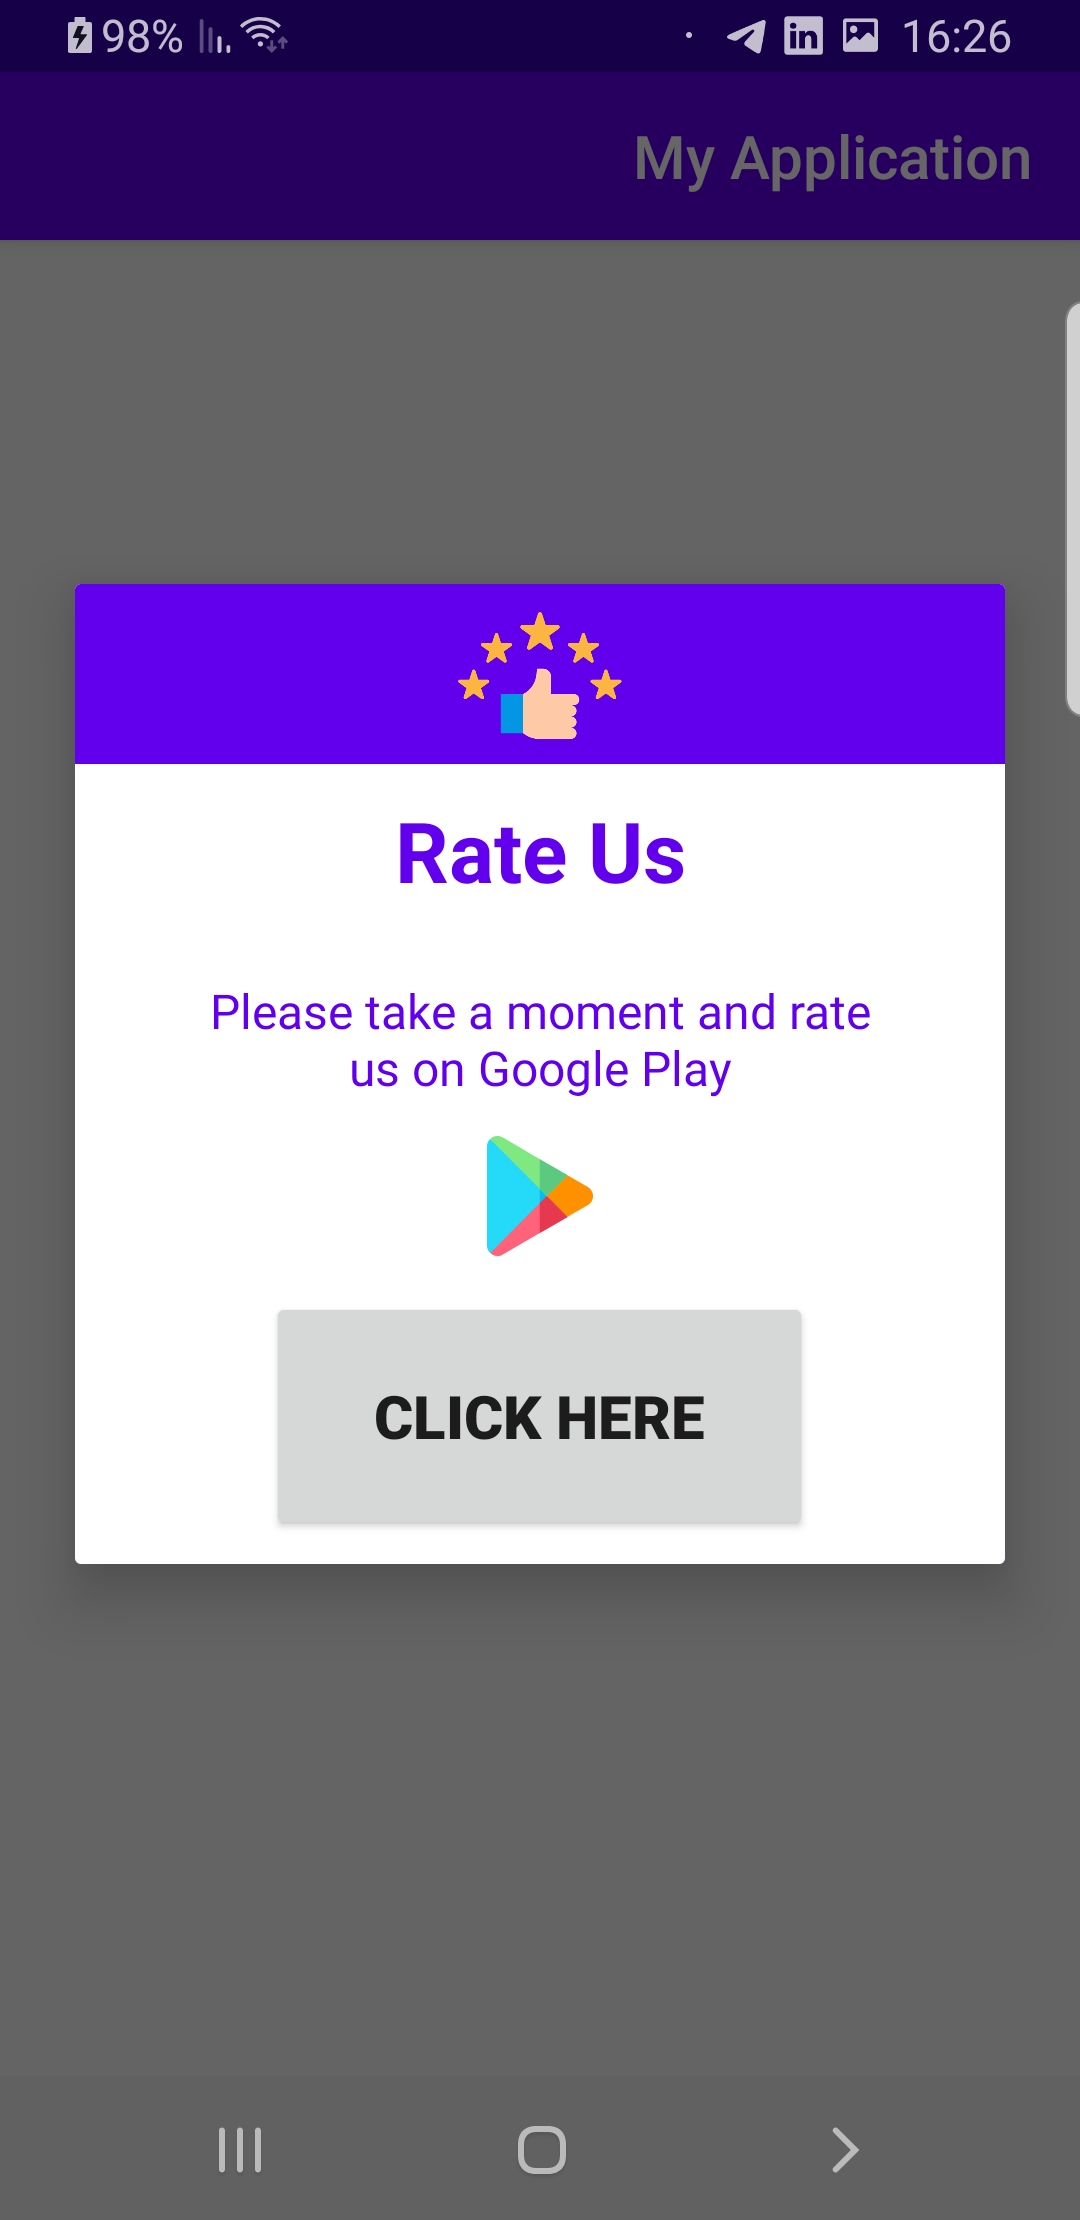 98% 16:26
My Application
Rate Us
Please take a moment and rate
us on Google Play
CLICK HERE